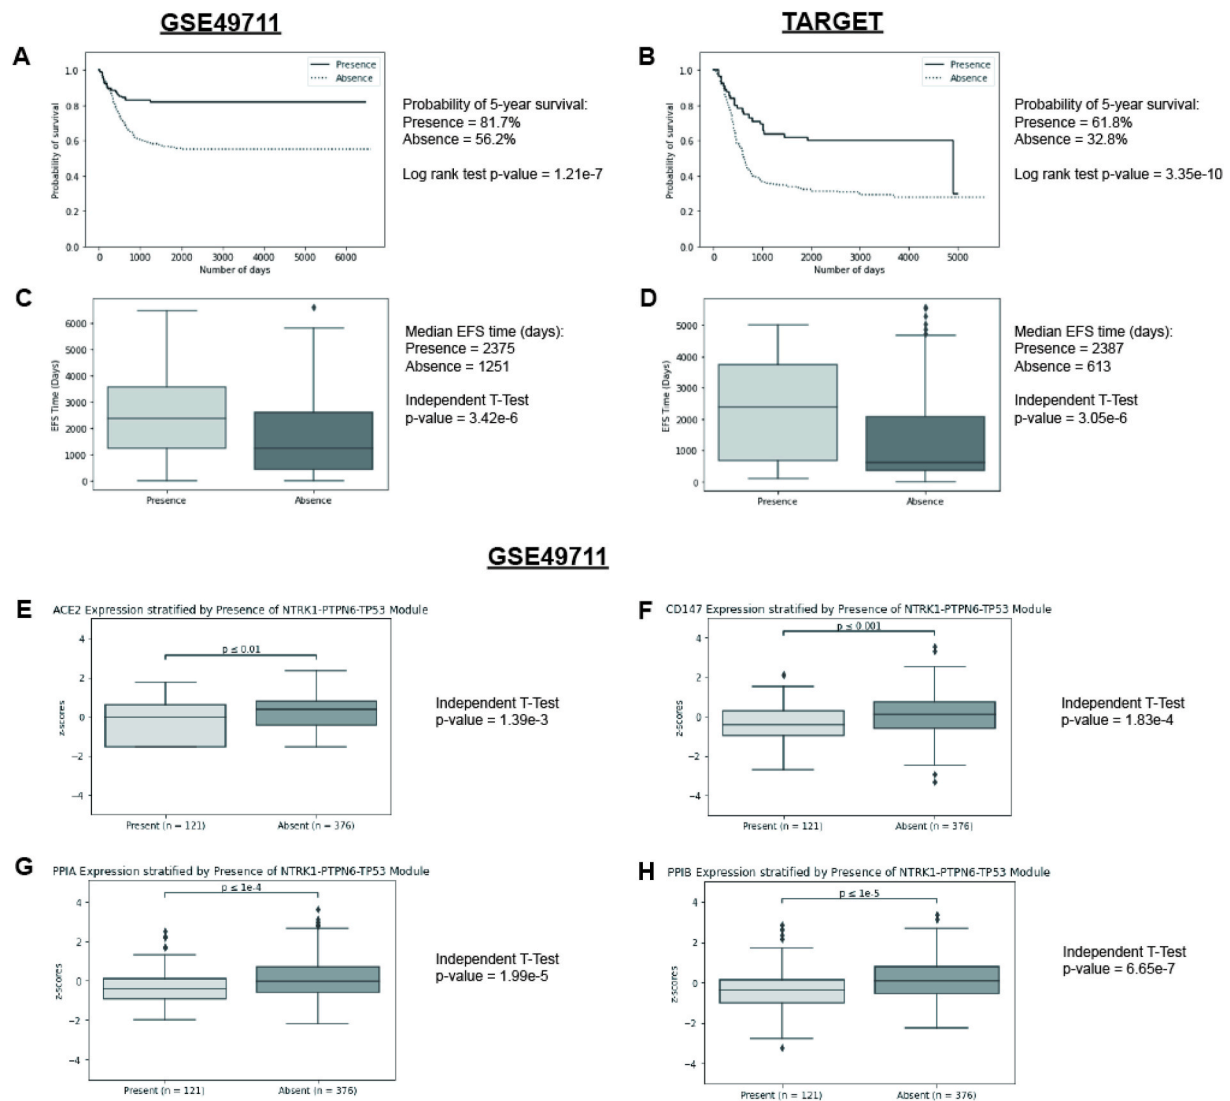 GSE49711
TARGET
A
1.0
0.8
0.6
0.4
0.2
0.0
Probability of survival
Presence
Absence
0 1000 2000 3000 4000 5000 6000
Number of days
Probability of 5-year survival:
Presence = 81.7%
Absence = 56.2%
Log rank test p-value = 1.21e-7
B
1.0
0.8
0.6
0.4
0.2
0.0
Probability of survival
Presence
Absence
0 1000 2000 3000 4000 5000
Number of days
Probability of 5-year survival:
Presence = 61.8%
Absence = 32.8%
Log rank test p-value = 3.35e-10
C
6000
5000
4000
3000
2000
1000
0
EFS Time (Days)
Presence Absence
Median EFS time (days):
Presence = 2375
Absence = 1251
Independent T-Test
p-value = 3.42e-6
D
5000
4000
3000
2000
1000
0
EFS Time (Days)
Presence Absence
Median EFS time (days):
Presence = 2387
Absence = 613
Independent T-Test
p-value = 3.05e-6
GSE49711
E
ACE2 Expression stratified by Presence of NTRK1-PTPN6-TP53 Module
p ≤ 0.01
4
2
0
−2
−4
z-scores
Present (n = 121) Absent (n = 376)
Independent T-Test
p-value = 1.39e-3
F
CD147 Expression stratified by Presence of NTRK1-PTPN6-TP53 Module
p ≤ 0.001
4
2
0
−2
−4
z-scores
Present (n = 121) Absent (n = 376)
Independent T-Test
p-value = 1.83e-4
G
PPIA Expression stratified by Presence of NTRK1-PTPN6-TP53 Module
p ≤ 1e-4
4
2
0
−2
−4
z-scores
Present (n = 121) Absent (n = 376)
Independent T-Test
p-value = 1.99e-5
H
PPIB Expression stratified by Presence of NTRK1-PTPN6-TP53 Module
p ≤ 1e-5
4
2
0
−2
−4
z-scores
Present (n = 121) Absent (n = 376)
Independent T-Test
p-value = 6.65e-7